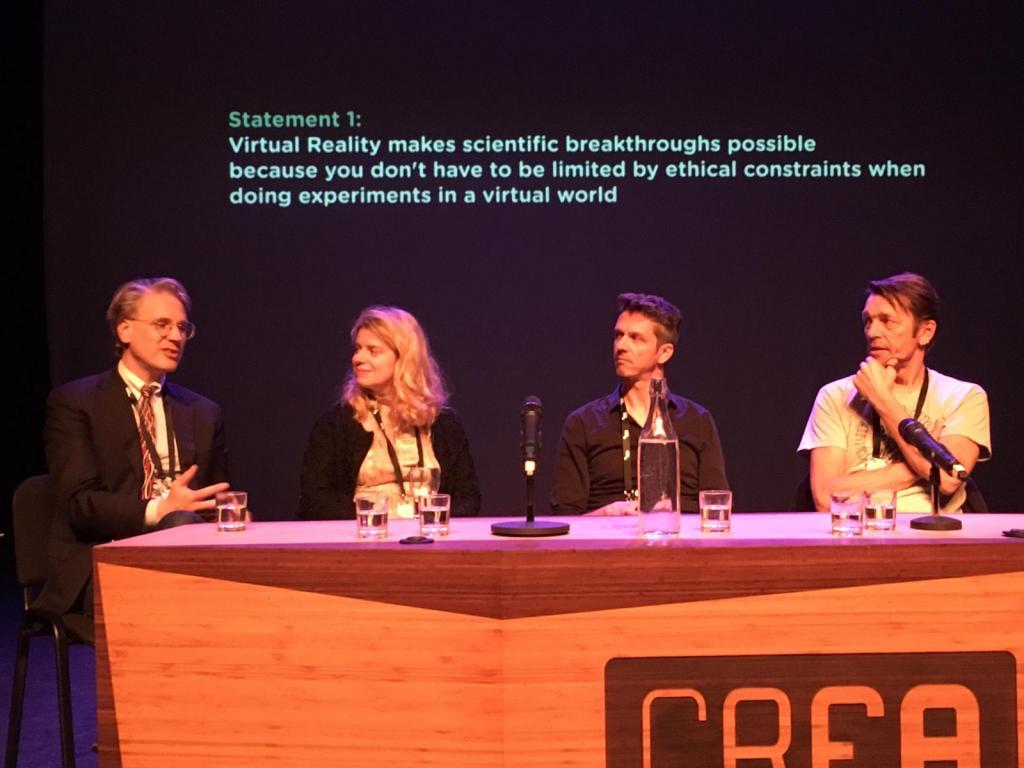 Statement 1:
Virtual Reality makes scientific breakthroughs possible
because you don't have to be limited by ethical constraints when
doing experiments in a virtual world
CREA